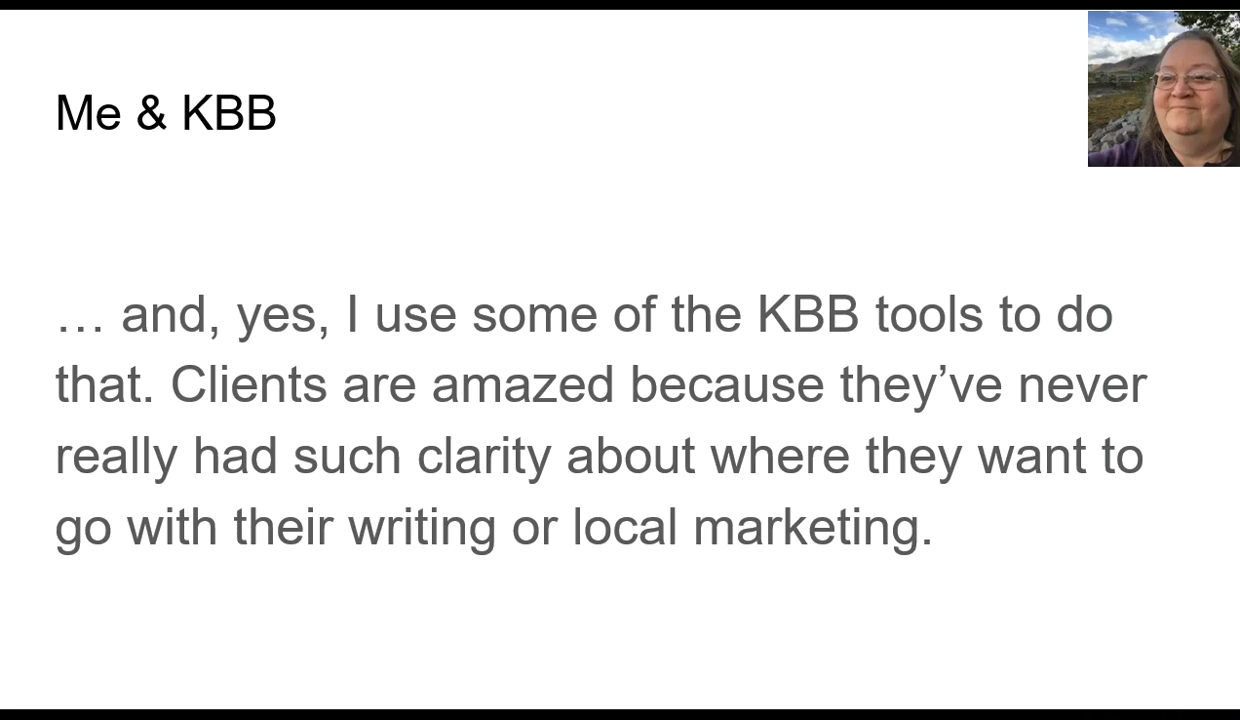 Me & KBB
… and, yes, I use some of the KBB tools to do
that. Clients are amazed because they’ve never
really had such clarity about where they want to
go with their writing or local marketing.